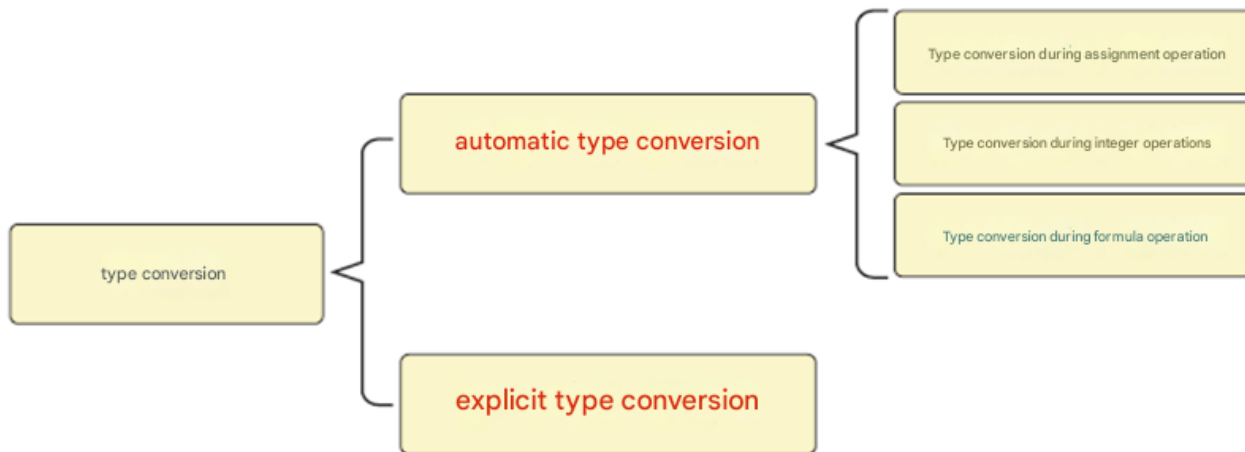 Type conversion during assignment operation
automatic type conversion
Type conversion during integer operations
Type conversion during formula operation
type conversion
explicit type conversion